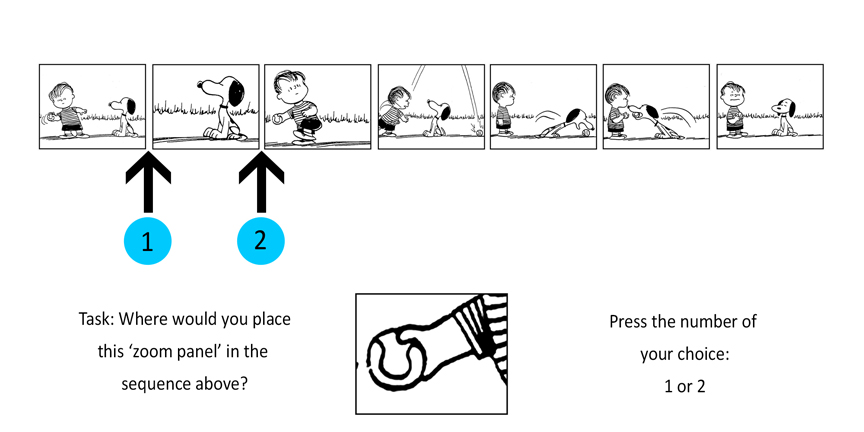 1
2
Task: Where would you place
this ‘zoom panel’ in the
sequence above?
Press the number of
your choice:
1 or 2